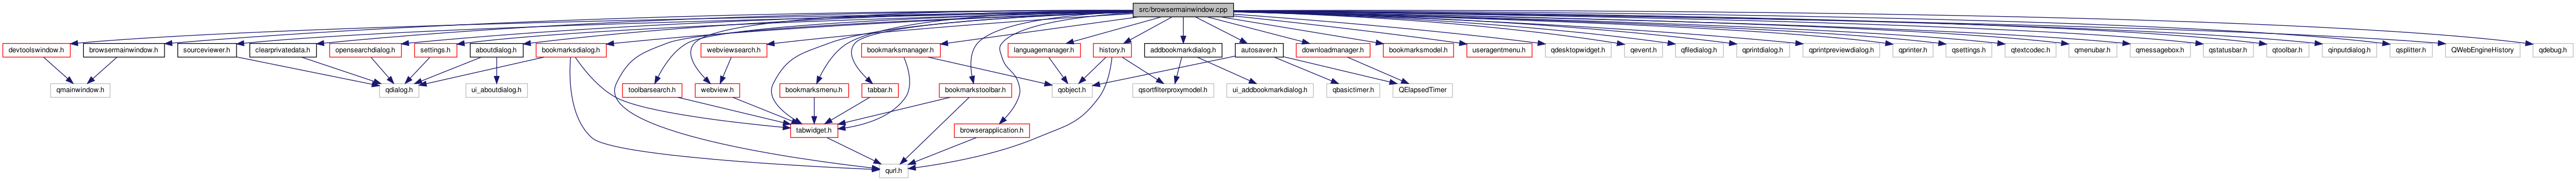 src/browsermainwindow.cpp
devtoolswindow.h
browsermainwindow.h
sourceviewer.h
clearprivatedata.h
opensearchdialog.h
settings.h
aboutdialog.h
bookmarksdialog.h
webviewsearch.h
bookmarksmanager.h
languagemanager.h
history.h
addbookmarkdialog.h
autosaver.h
downloadmanager.h
bookmarksmodel.h
useragentmenu.h
qdesktopwidget.h
qevent.h
qfiledialog.h
qprintdialog.h
qprintpreviewdialog.h
qprinter.h
qsettings.h
qtextcodec.h
qmenubar.h
qmessagebox.h
qstatusbar.h
qtoolbar.h
qinputdialog.h
qsplitter.h
QWebEngineHistory
qdebug.h
qmainwindow.h
qdialog.h
ui_aboutdialog.h
toolbarsearch.h
webview.h
bookmarksmenu.h
tabbar.h
bookmarkstoolbar.h
qobject.h
qsortfilterproxymodel.h
ui_addbookmarkdialog.h
qbasictimer.h
QElapsedTimer
tabwidget.h
browserapplication.h
qurl.h